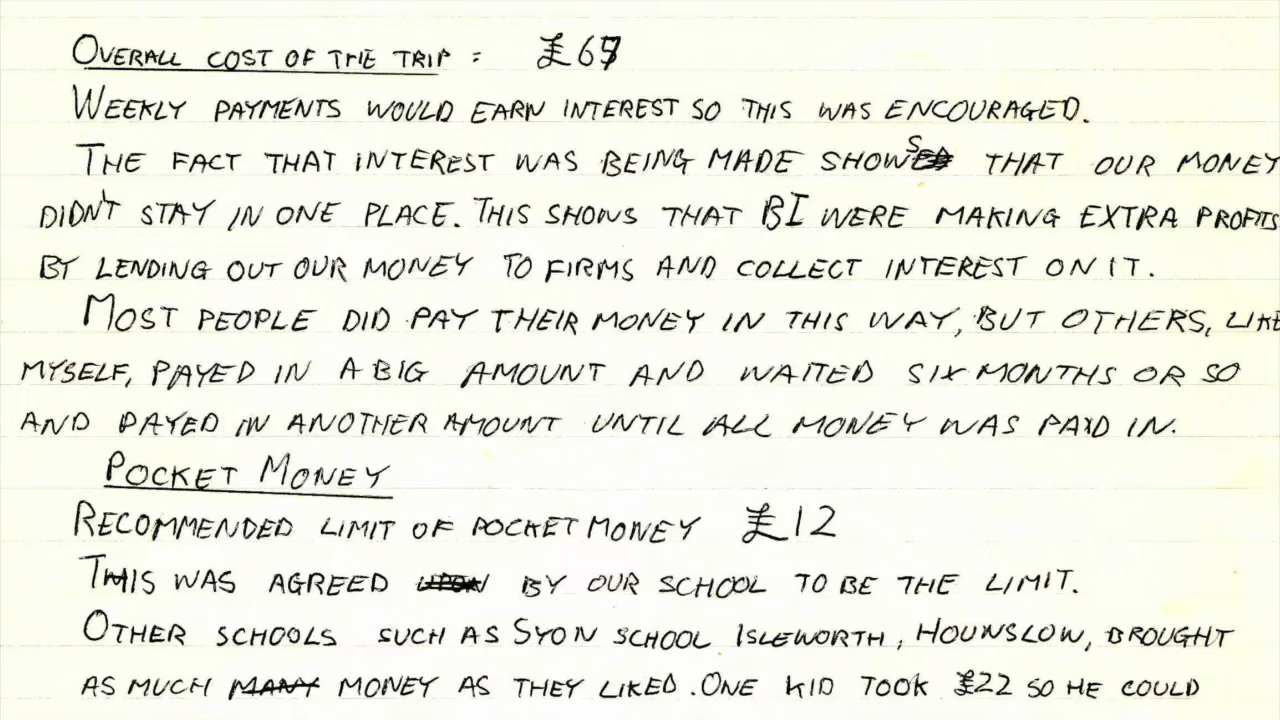 OVERALL COST OF THE TRIP : £67
WEEKLY PAYMENTS WOULD EARN INTEREST SO THIS WAS ENCOURAGED.
THE FACT THAT INTEREST WAS BEING MADE SHOWS THAT OUR MONEY
DIDN'T STAY IN ONE PLACE. THIS SHOWS THAT BI WERE MAKING EXTRA PROFITS
BY LENDING OUT OUR MONEY TO FIRMS AND COLLECT INTEREST ON IT.
MOST PEOPLE DID PAY THEIR MONEY IN THIS WAY, BUT OTHERS, LIKE
MYSELF, PAYED IN A BIG AMOUNT AND WAITED SIX MONTHS OR SO
AND PAYED IN ANOTHER AMOUNT UNTIL ALL MONEY WAS PAID IN.
POCKET MONEY
RECOMMENDED LIMIT OF POCKET MONEY £12
THIS WAS AGREED UPON BY OUR SCHOOL TO BE THE LIMIT.
OTHER SCHOOLS SUCH AS SYON SCHOOL ISLEWORTH, HOUNSLOW, BROUGHT
AS MUCH MANY MONEY AS THEY LIKED. ONE KID TOOK £22 SO HE COULD